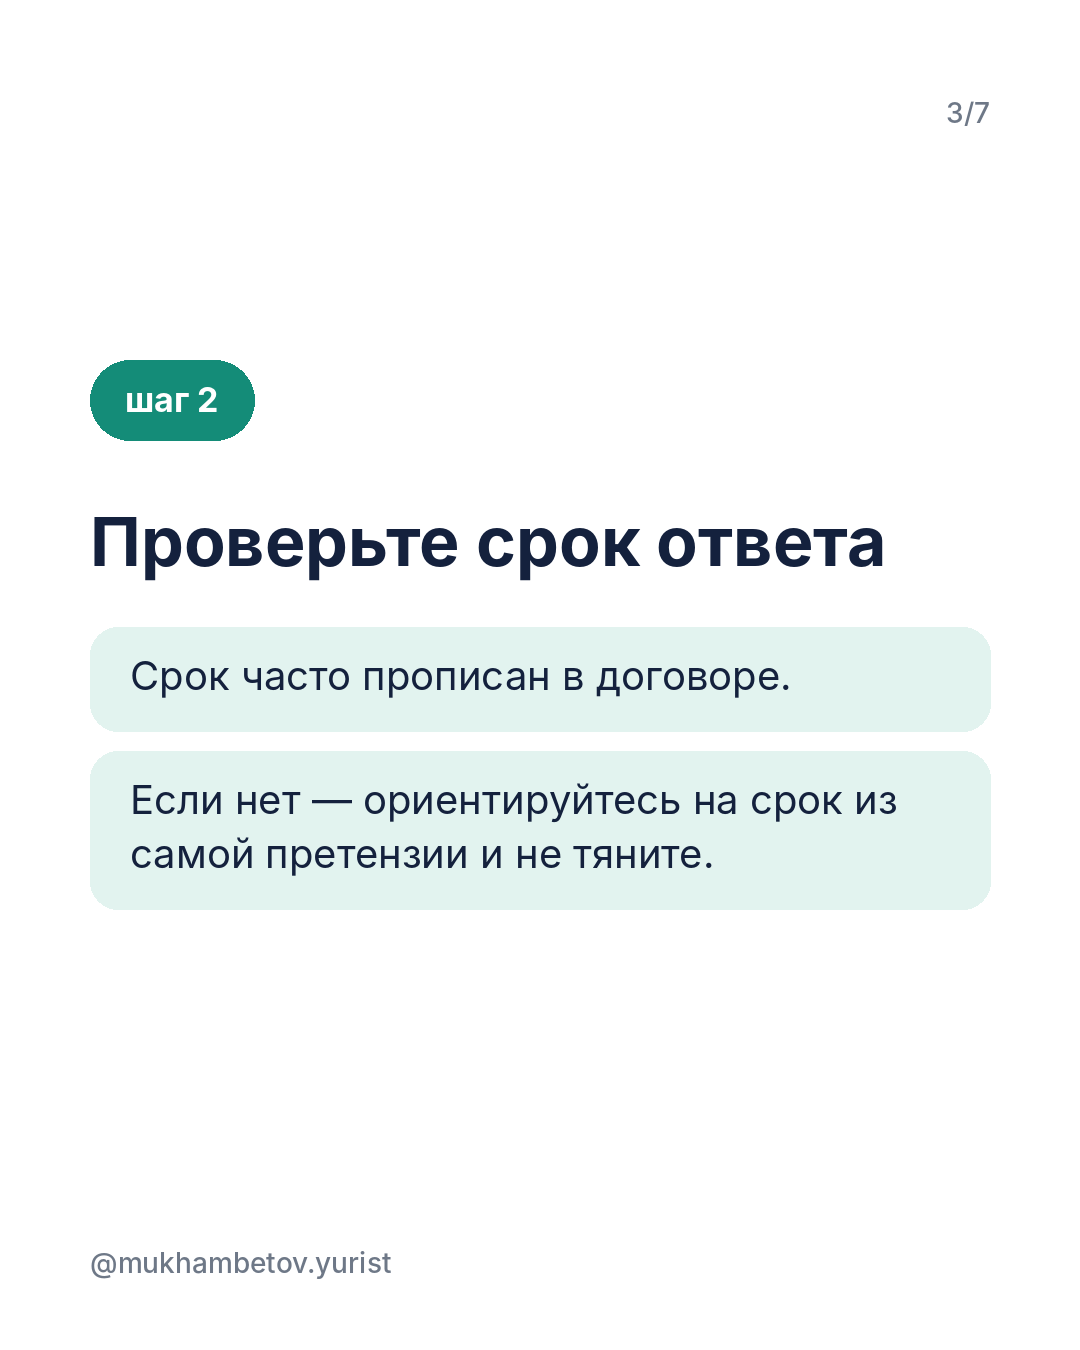 3/7
шаг 2
Проверьте срок ответа
Срок часто прописан в договоре.
Если нет — ориентируйтесь на срок из
самой претензии и не тяните.
@mukhambetov.yurist